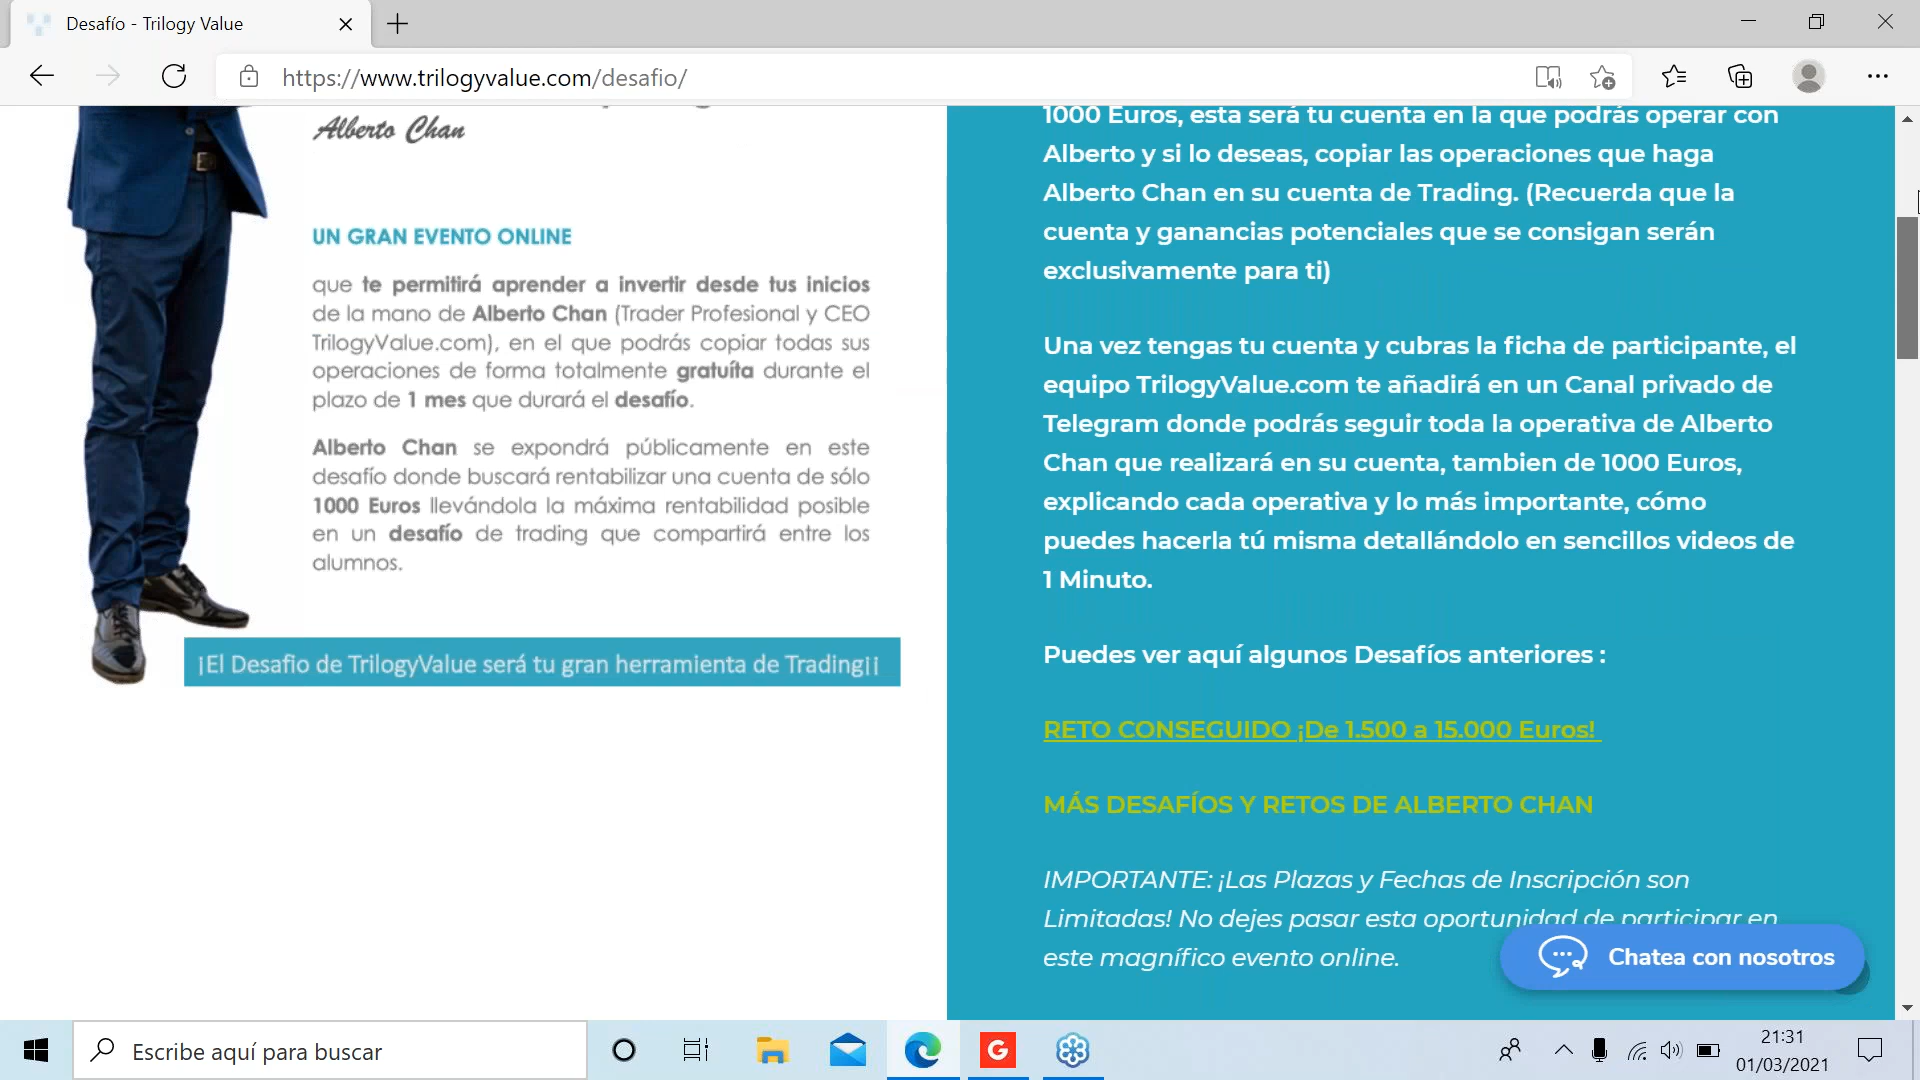 Desafío - Trilogy Value
https://www.trilogyvalue.com/desafio/
Alberto Chan
UN GRAN EVENTO ONLINE
que te permitirá aprender a invertir desde tus inicios
de la mano de Alberto Chan (Trader Profesional y CEO
TrilogyValue.com), en el que podrás copiar todas sus
operaciones de forma totalmente gratuíta durante el
plazo de 1 mes que durará el desafío.
Alberto Chan se expondrá públicamente en este
desafío donde buscará rentabilizar una cuenta de sólo
1000 Euros llevándola la máxima rentabilidad posible
en un desafío de trading que compartirá entre los
alumnos.
¡El Desafio de TrilogyValue será tu gran herramienta de Trading¡¡
1000 Euros, esta será tu cuenta en la que podrás operar con
Alberto y si lo deseas, copiar las operaciones que haga
Alberto Chan en su cuenta de Trading. (Recuerda que la
cuenta y ganancias potenciales que se consigan serán
exclusivamente para ti)
Una vez tengas tu cuenta y cubras la ficha de participante, el
equipo TrilogyValue.com te añadirá en un Canal privado de
Telegram donde podrás seguir toda la operativa de Alberto
Chan que realizará en su cuenta, tambien de 1000 Euros,
explicando cada operativa y lo más importante, cómo
puedes hacerla tú misma detallándolo en sencillos videos de
1 Minuto.
Puedes ver aquí algunos Desafíos anteriores :
RETO CONSEGUIDO ¡De 1.500 a 15.000 Euros!
MÁS DESAFÍOS Y RETOS DE ALBERTO CHAN
IMPORTANTE: ¡Las Plazas y Fechas de Inscripción son
Limitadas! No dejes pasar esta oportunidad de participar en
este magnífico evento online.
Chatea con nosotros
Escribe aquí para buscar
21:31
01/03/2021